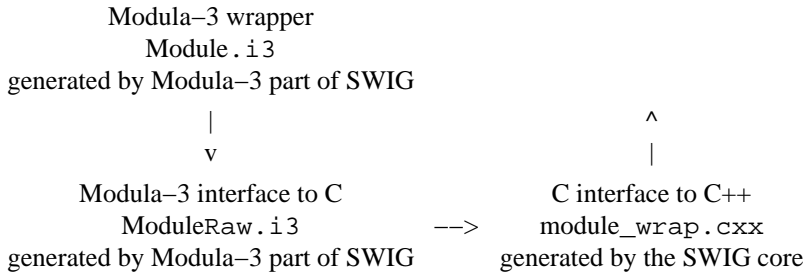 Modula−3 wrapper
Module.i3
generated by Modula−3 part of SWIG
| ^
v |
Modula−3 interface to C C interface to C++
ModuleRaw.i3 −−> module_wrap.cxx
generated by Modula−3 part of SWIG generated by the SWIG core